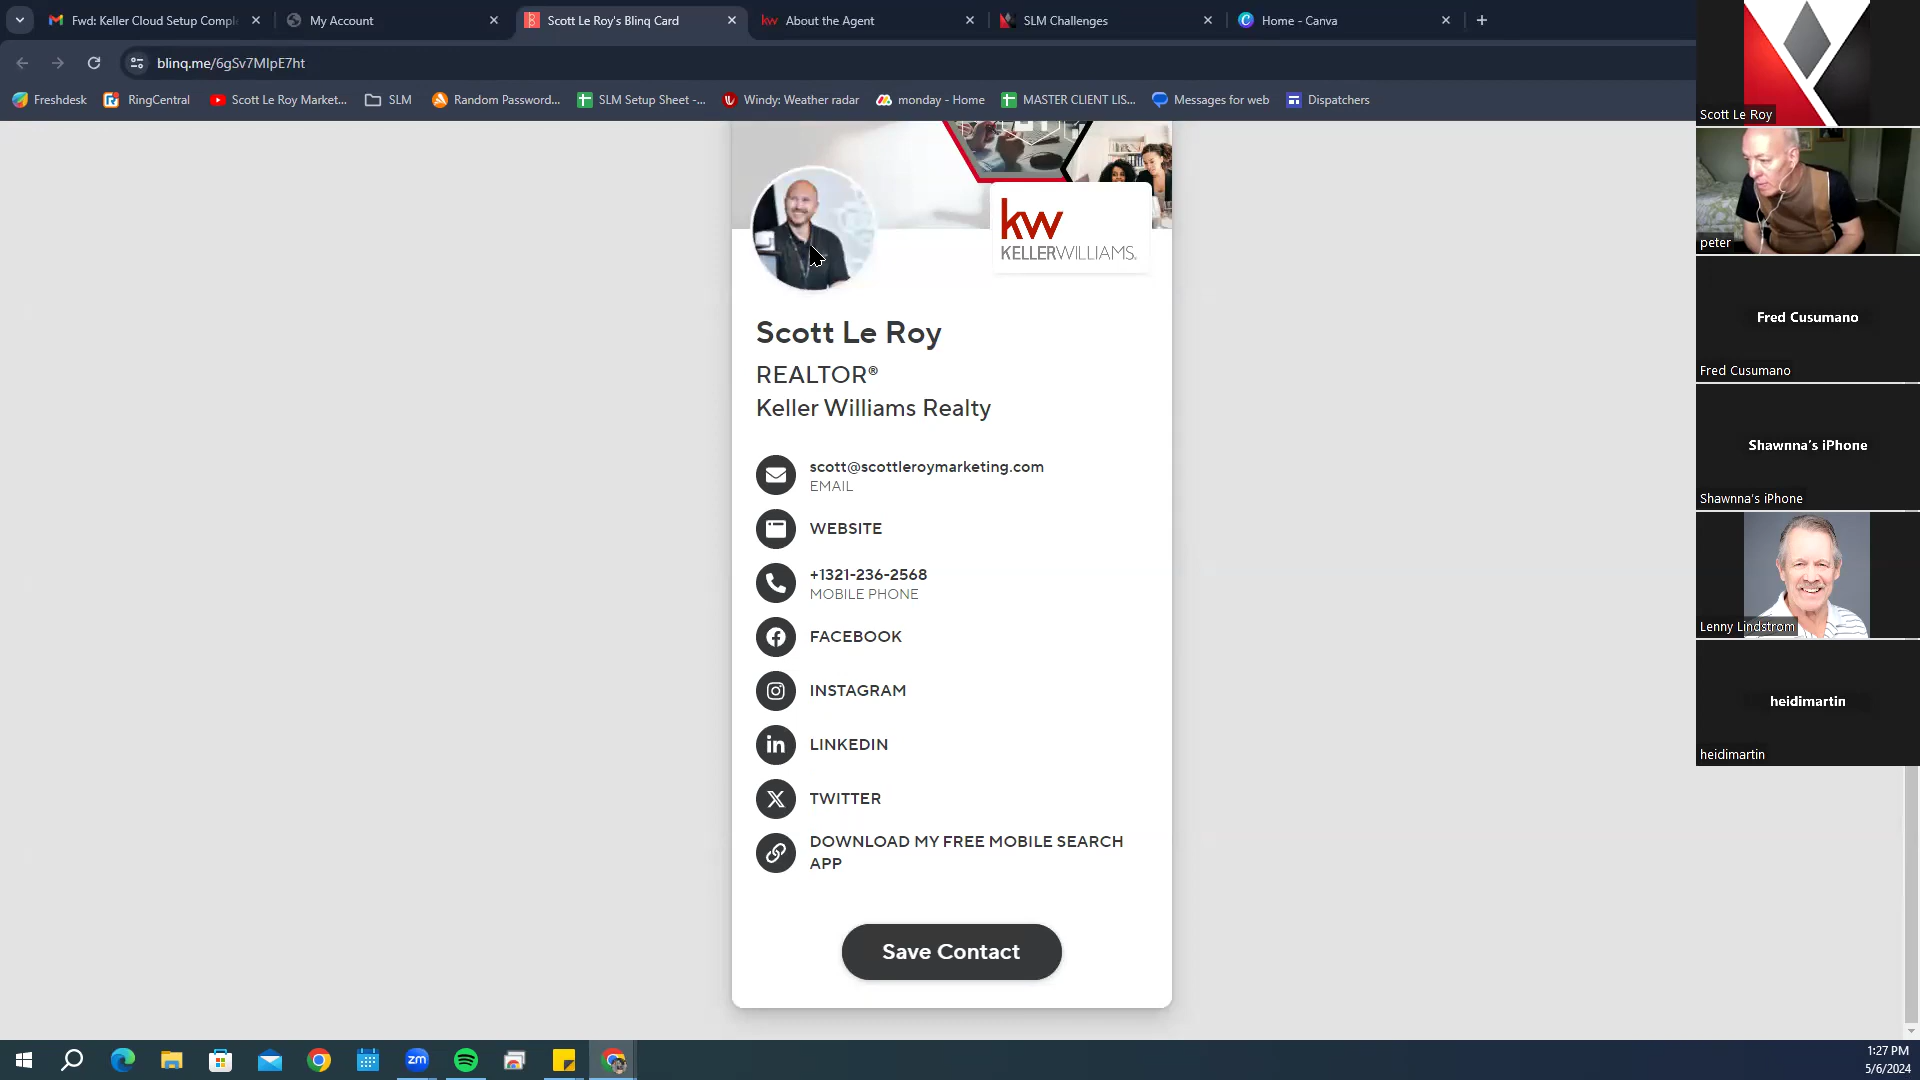 Fwd: Keller Cloud Setup Compl
My Account
Scott Le Roy's Blinq Card
kw About the Agent
SLM Challenges
Home - Canva
blinq.me/6gSv7MIpE7ht
Freshdesk
RingCentral
Scott Le Roy Market...
SLM
Random Password...
SLM Setup Sheet -...
Windy: Weather radar
monday - Home
MASTER CLIENT LIS...
Messages for web
Dispatchers
kw
KELLERWILLIAMS.
Scott Le Roy
REALTOR®
Keller Williams Realty
scott@scottleroymarketing.com
EMAIL
WEBSITE
+1321-236-2568
MOBILE PHONE
FACEBOOK
INSTAGRAM
in LINKEDIN
TWITTER
DOWNLOAD MY FREE MOBILE SEARCH
APP
Save Contact
Scott Le Roy
peter
Fred Cusumano
Fred Cusumano
Shawnna's iPhone
Shawnna's iPhone
Lenny Lindstrom
heidimartin
heidimartin
zm
1:27 PM
5/6/2024